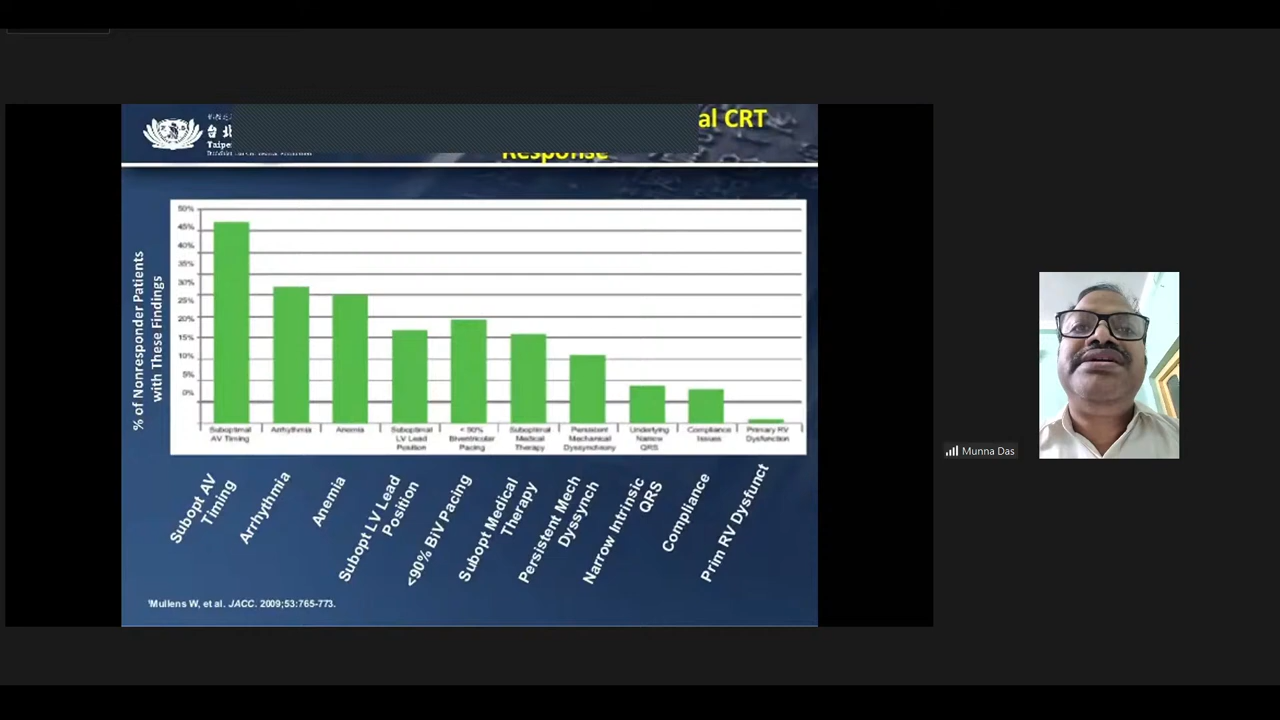 al CRT
Response
台北
Taipe
% of Nonresponder Patients
with These Findings
50%
45%
40%
35%
30%
25%
20%
15%
10%
5%
0%
Suboptimal
AV Timing
Arrhythmia
Anemia
Suboptimal
LV Lead
Position
< 90%
Biventricular
Pacing
Suboptimal
Medical
Therapy
Persistent
Mechanical
Dyssynchrony
Underlying
Narrow
QRS
Compliance
Issues
Primary RV
Dysfunction
Subopt AV
Timing
Arrhythmia
Anemia
Subopt LV Lead
Position
<90% BiV Pacing
Subopt Medical
Therapy
Persistent Mech
Dyssynch
Narrow Intrinsic
QRS
Compliance
Prim RV Dysfunct
¹Mullens W, et al. JACC. 2009;53:765-773.
Munna Das